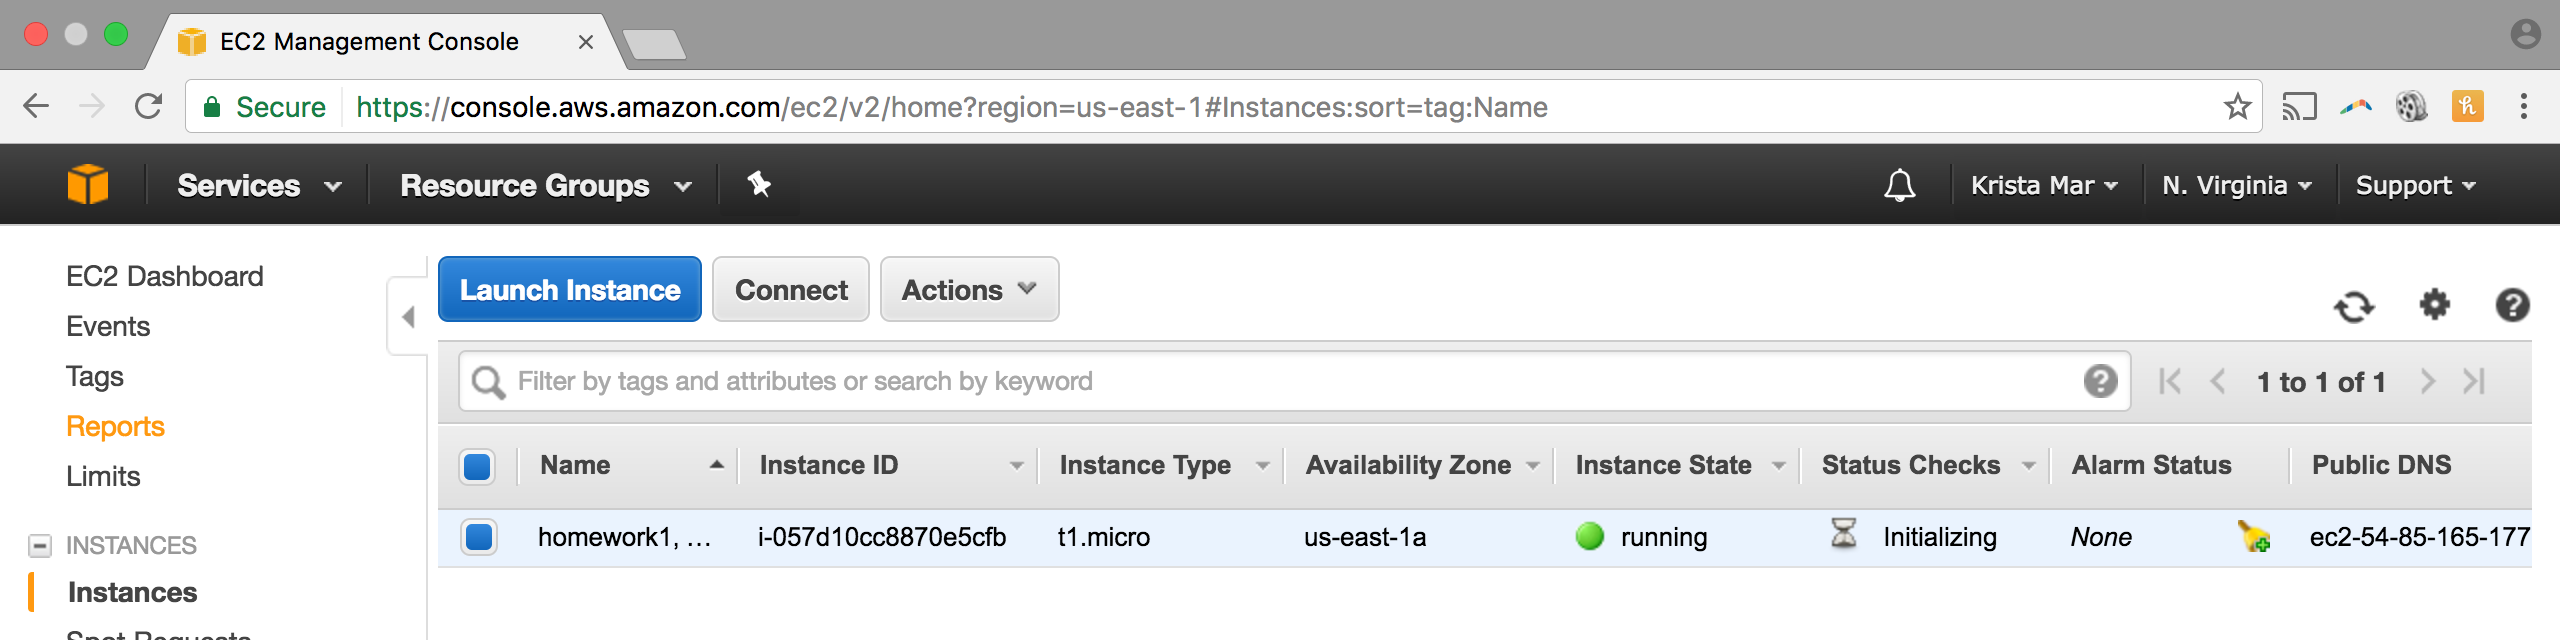 EC2 Management Console
Secure https://console.aws.amazon.com/ec2/v2/home?region=us-east-1#Instances:sort=tag:Name
Services Resource Groups Krista Mar N. Virginia Support
EC2 Dashboard
Events
Tags
Reports
Limits
INSTANCES
Instances
Spot Requests
Launch Instance Connect Actions
Filter by tags and attributes or search by keyword 1 to 1 of 1
Name Instance ID Instance Type Availability Zone Instance State Status Checks Alarm Status Public DNS
homework1, ... i-057d10cc8870e5cfb t1.micro us-east-1a running Initializing None ec2-54-85-165-177